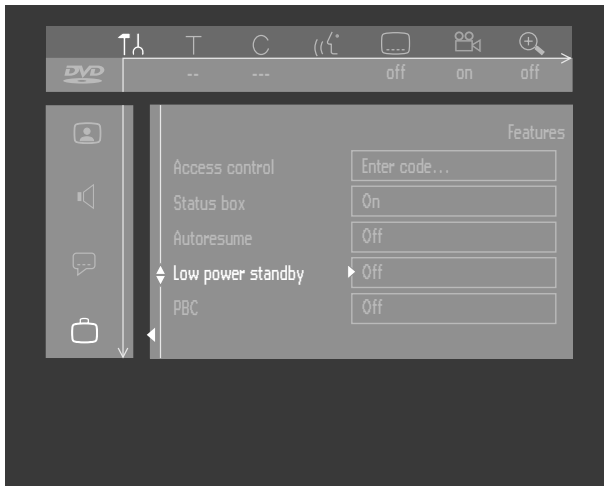 T C
DVD -- --- off on off
Features
Access control Enter code...
Status box On
Autoresume Off
Low power standby Off
PBC Off